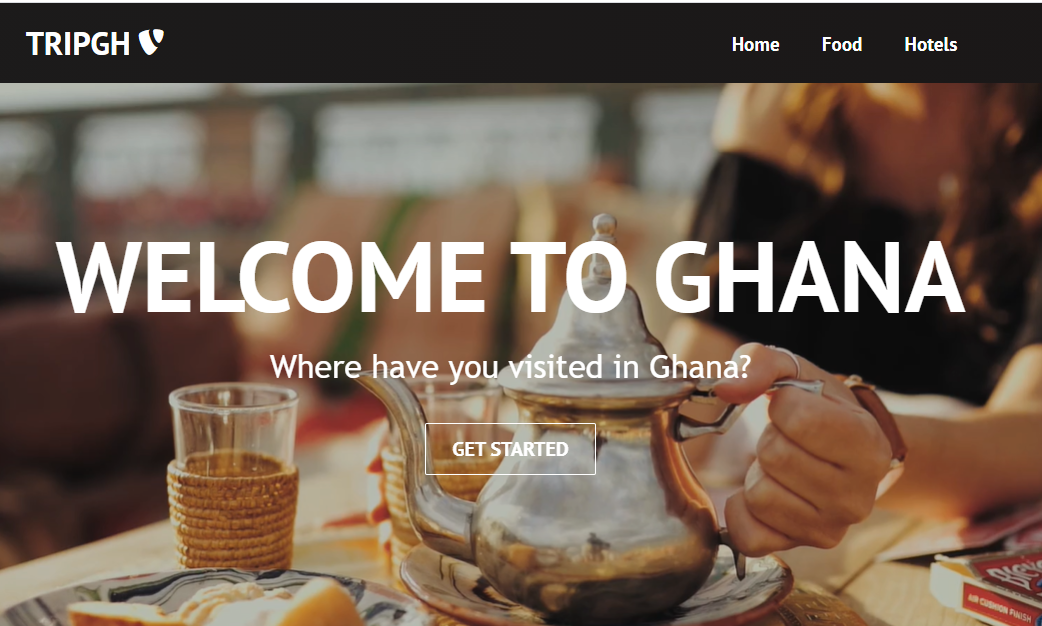 TRIPGH
Home Food Hotels
WELCOME TO GHANA
Where have you visited in Ghana?
GET STARTED
AIR CUSHION FINISH